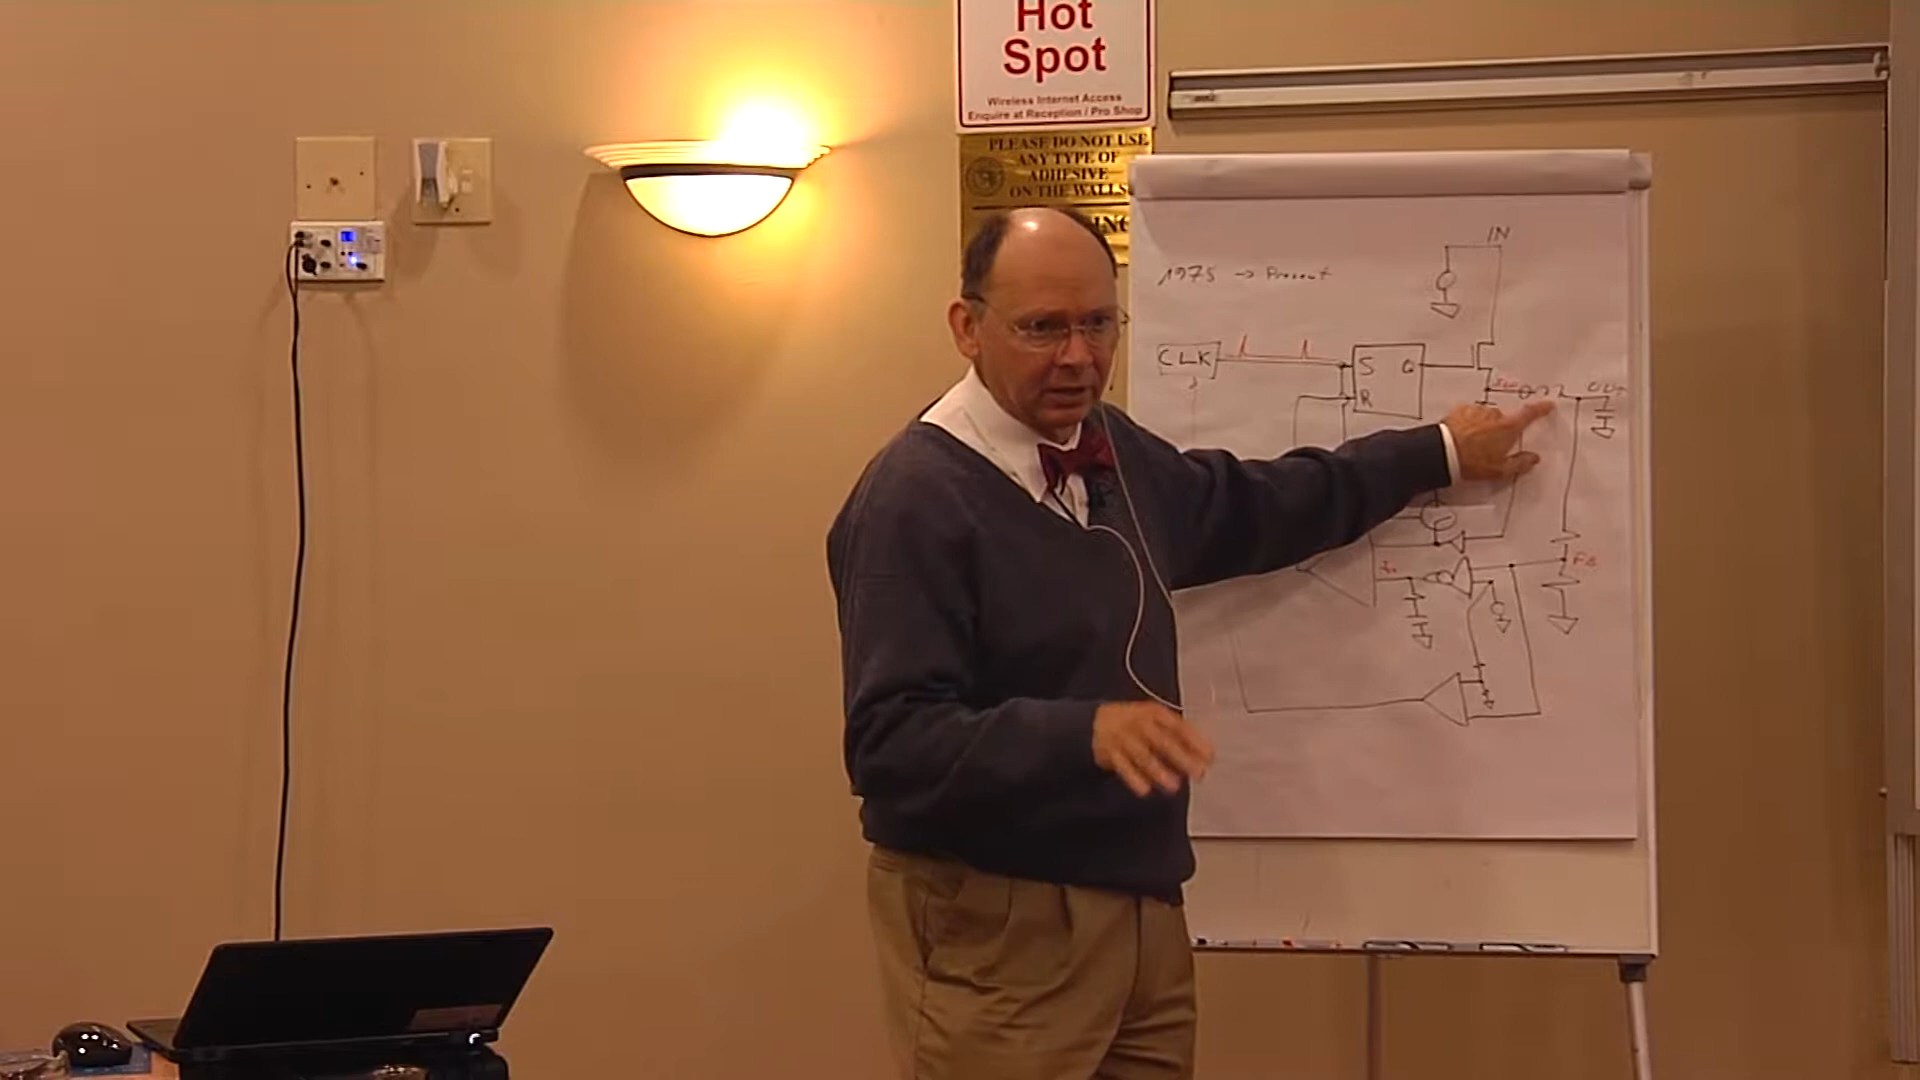 Hot
Spot
Wireless Internet Access
Enquire at Reception / Pro Shop
PLEASE DO NOT USE
ANY TYPE OF
ADHESIVE
ON THE WALLS
IN
1975 → Present
CLK
S Q
R
OUT
FB